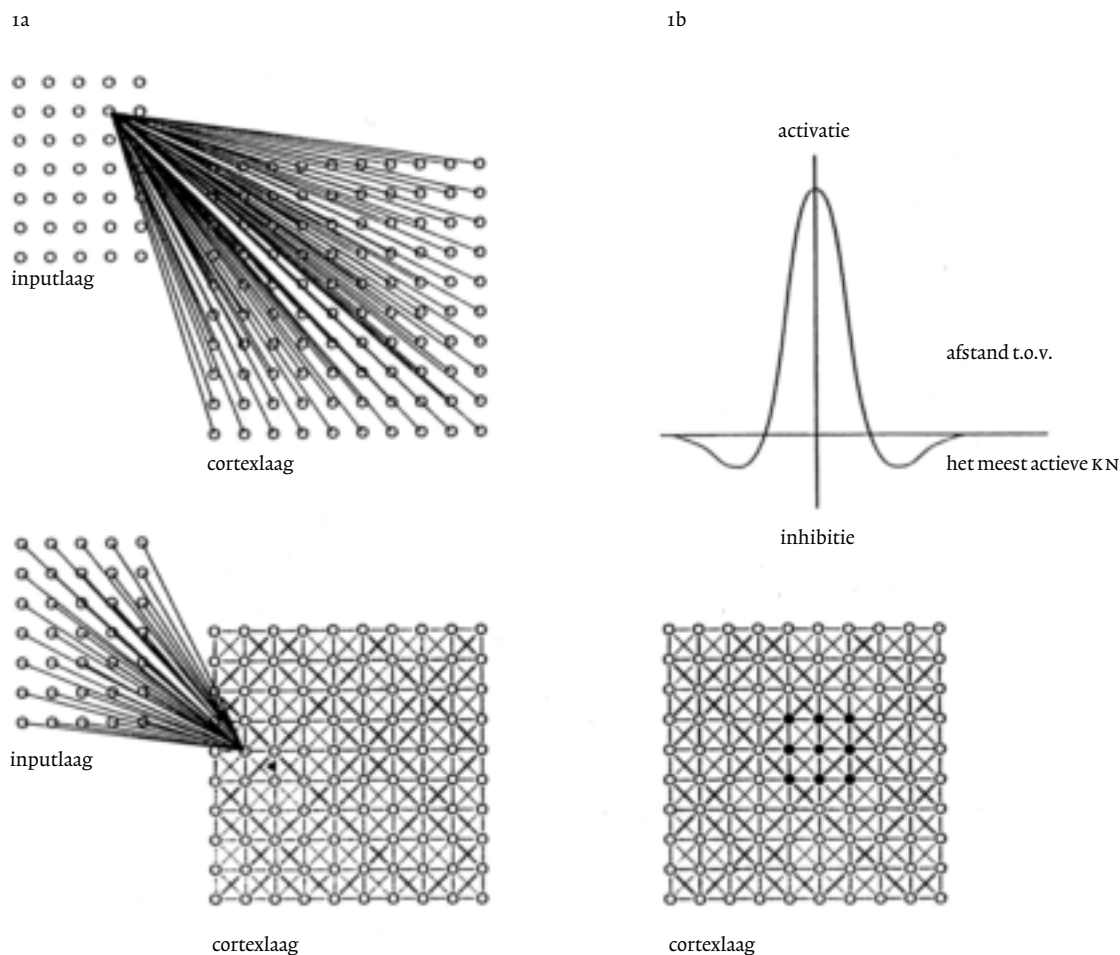 1a
inputlaag
cortexlaag
inputlaag
cortexlaag
1b
activatie
afstand t.o.v.
het meest actieve KN
inhibitie
cortexlaag